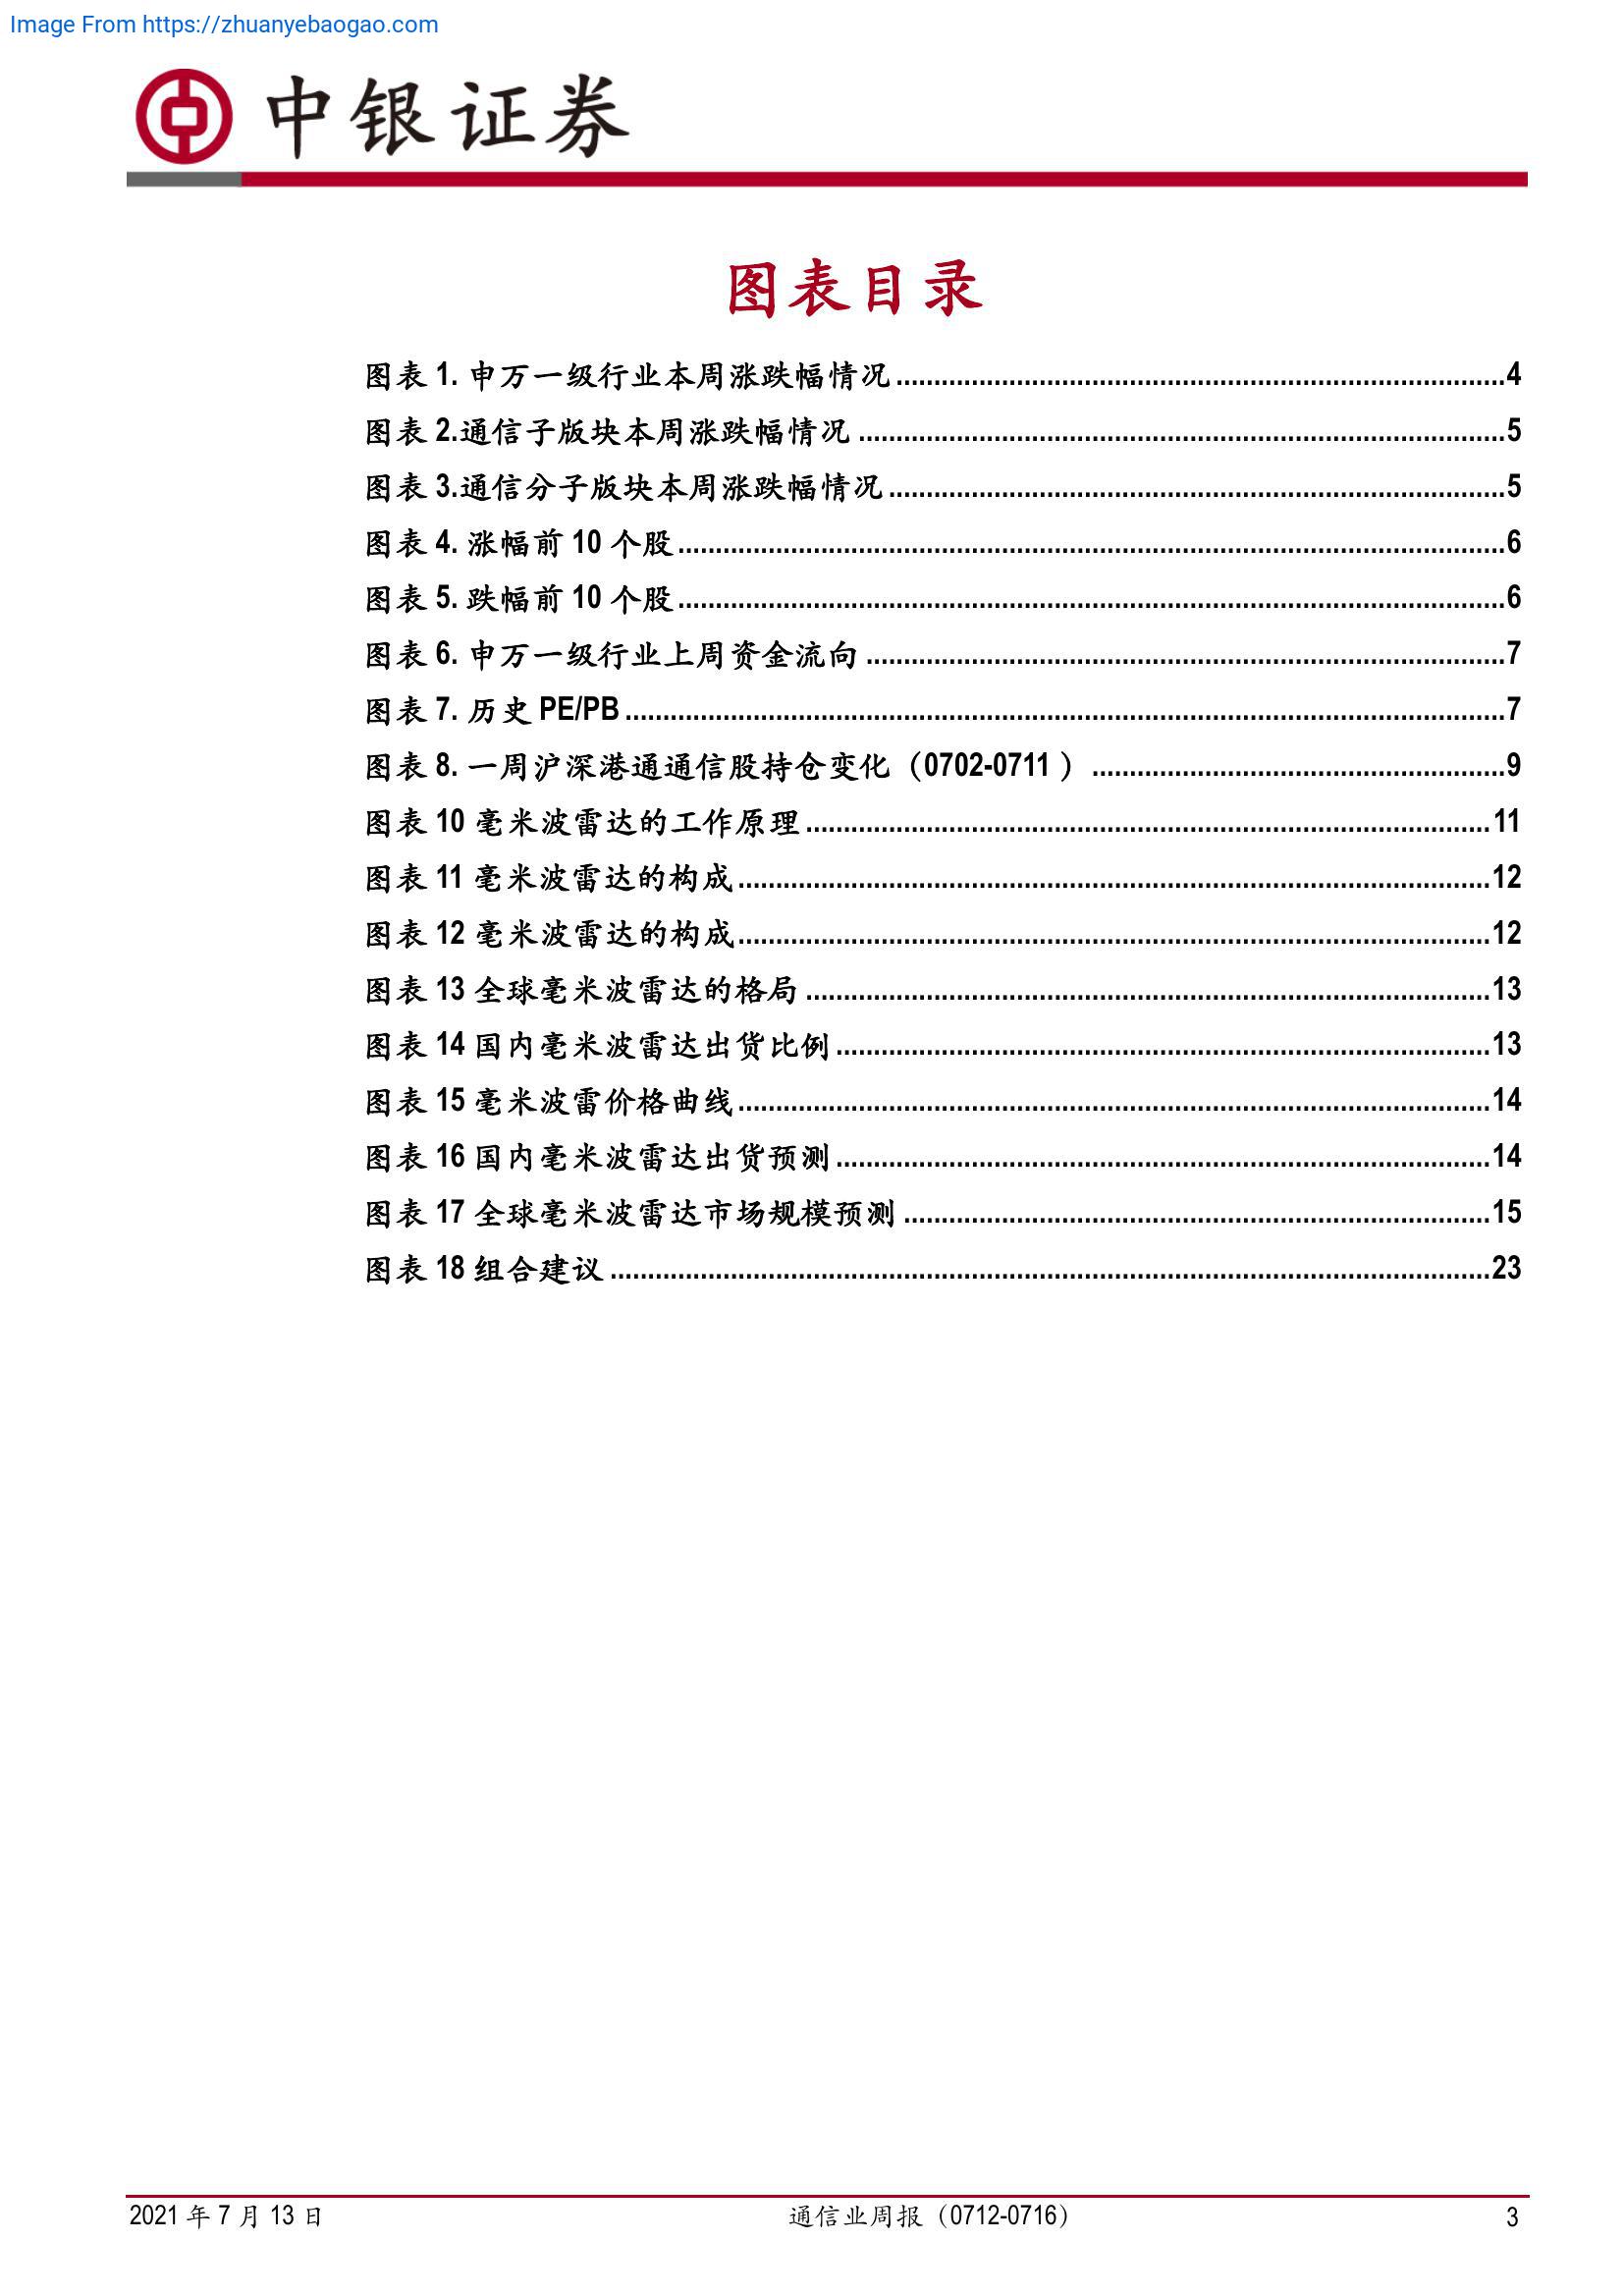 Image From https://zhuanyebaogao.com
中银证券
图表目录
图表 1. 申万一级行业本周涨跌幅情况 ........ 4
图表 2.通信子版块本周涨跌幅情况 ........ 5
图表 3.通信分子版块本周涨跌幅情况 ........ 5
图表 4. 涨幅前 10 个股 ........ 6
图表 5. 跌幅前 10 个股 ........ 6
图表 6. 申万一级行业上周资金流向 ........ 7
图表 7. 历史 PE/PB ........ 7
图表 8. 一周沪深港通通信股持仓变化（0702-0711 ） ........ 9
图表 10 毫米波雷达的工作原理 ........ 11
图表 11 毫米波雷达的构成 ........ 12
图表 12 毫米波雷达的构成 ........ 12
图表 13 全球毫米波雷达的格局 ........ 13
图表 14 国内毫米波雷达出货比例 ........ 13
图表 15 毫米波雷价格曲线 ........ 14
图表 16 国内毫米波雷达出货预测 ........ 14
图表 17 全球毫米波雷达市场规模预测 ........ 15
图表 18 组合建议 ........ 23
2021 年 7 月 13 日 通信业周报（0712-0716） 3